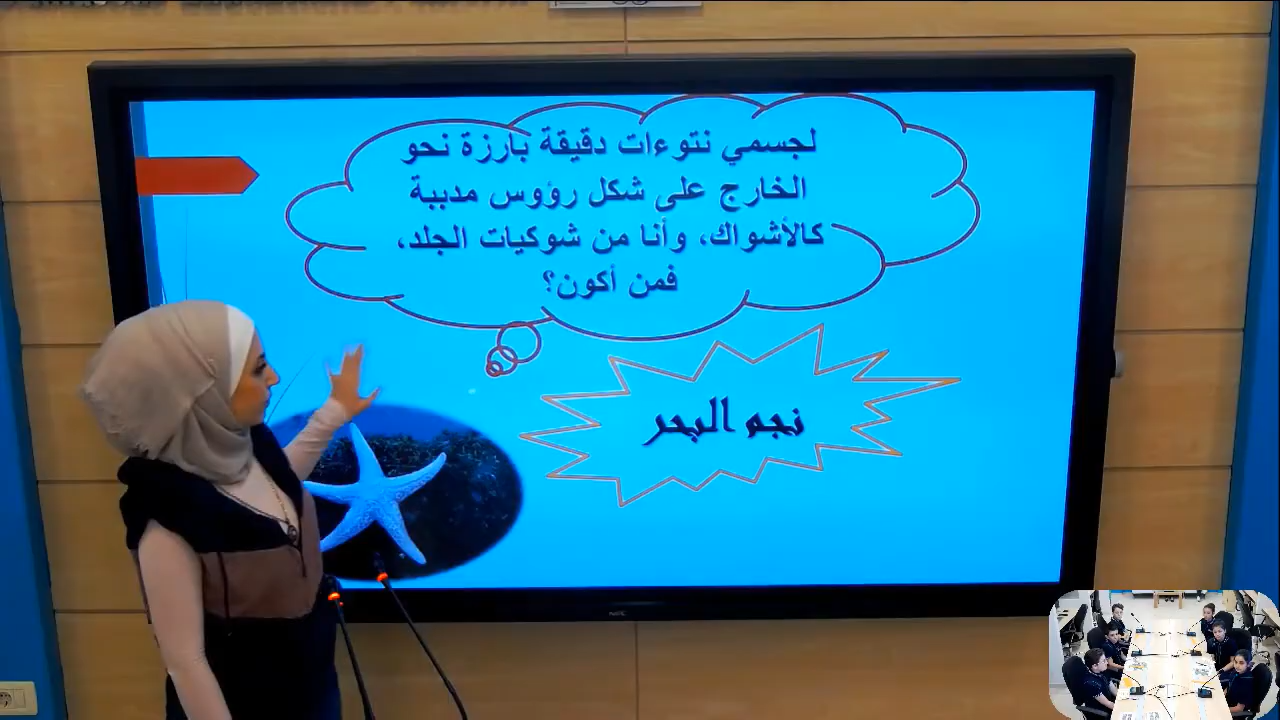 لجسمي نتوءات دقيقة بارزة نحو
الخارج على شكل رؤوس مدببة
كالأشواك، وأنا من شوكيات الجلد،
فمن أكون؟
نجم البحر